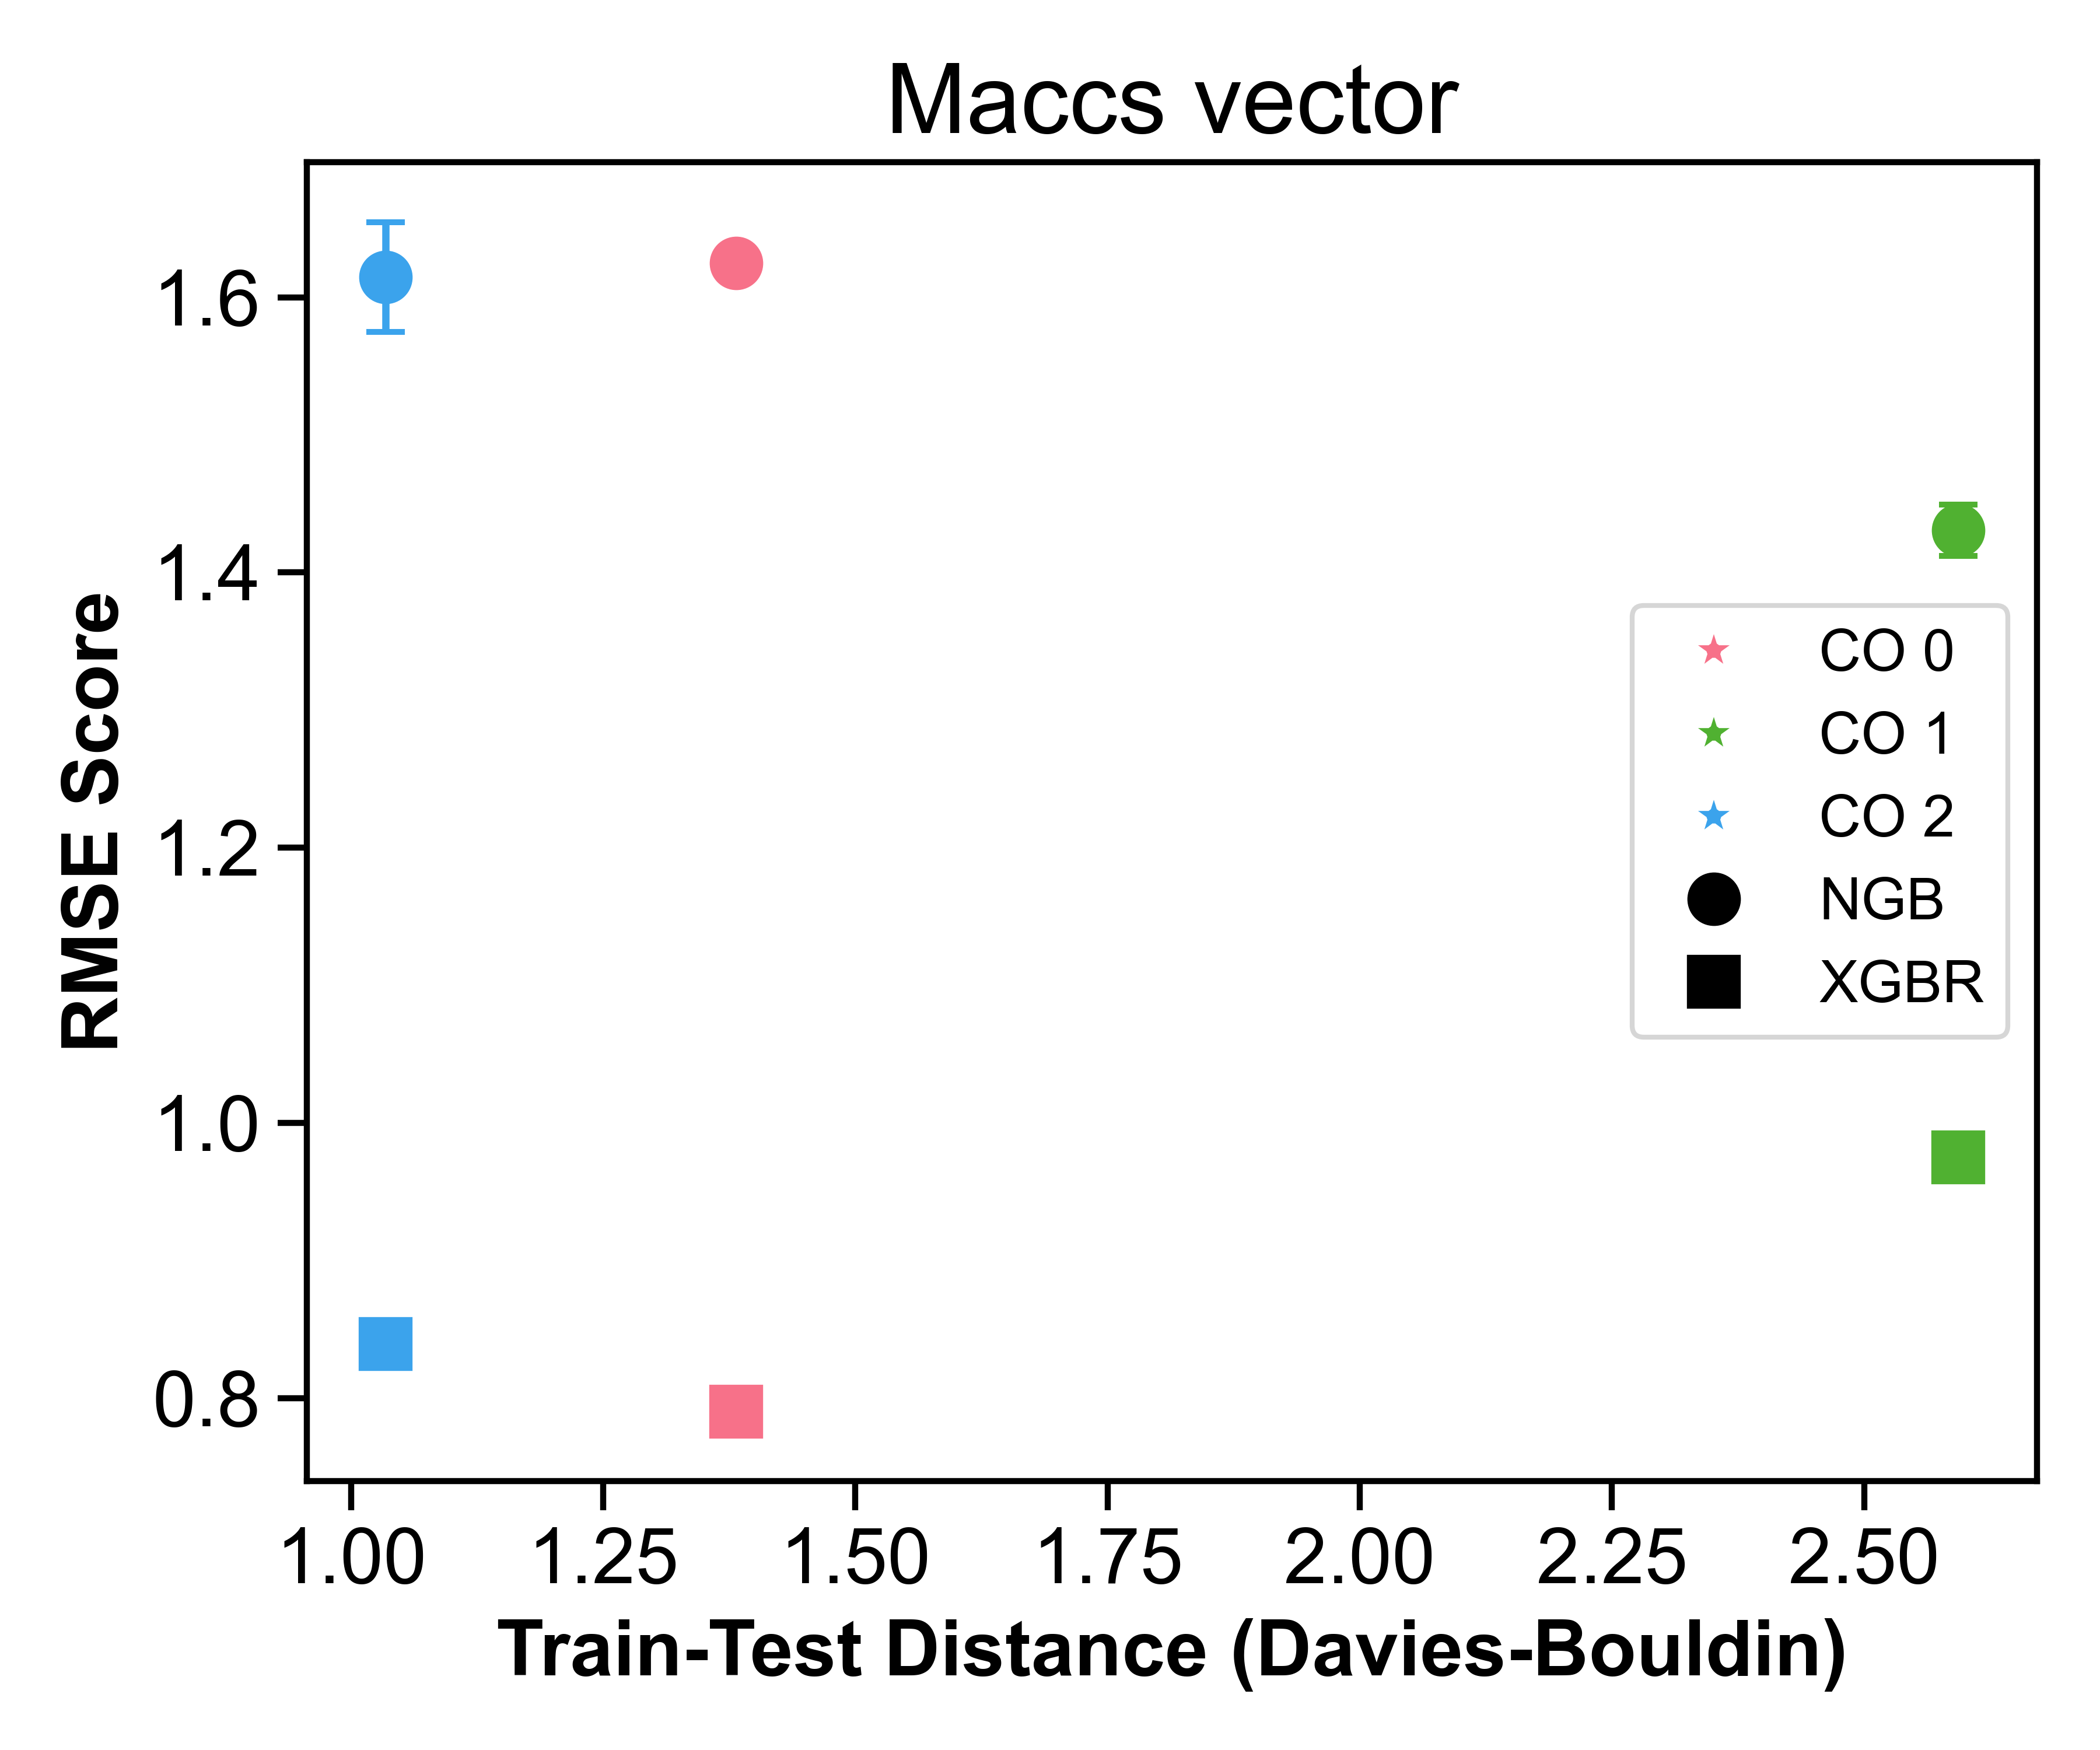 Maccs vector
RMSE Score
1.6
1.4
1.2
1.0
0.8
CO 0
CO 1
CO 2
NGB
XGBR
1.00 1.25 1.50 1.75 2.00 2.25 2.50
Train-Test Distance (Davies-Bouldin)